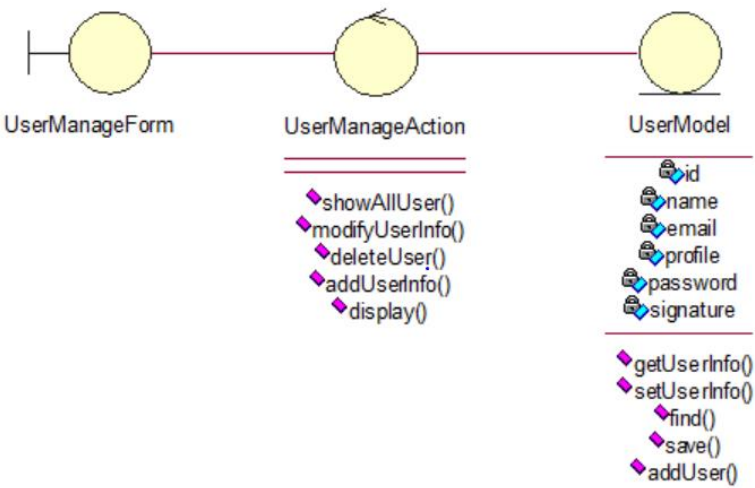 UserManageForm
UserManageAction
UserModel
showAllUser()
modifyUserInfo()
deleteUser()
addUserInfo()
display()
id
name
email
profile
password
signature
getUserInfo()
setUserInfo()
find()
save()
addUser()